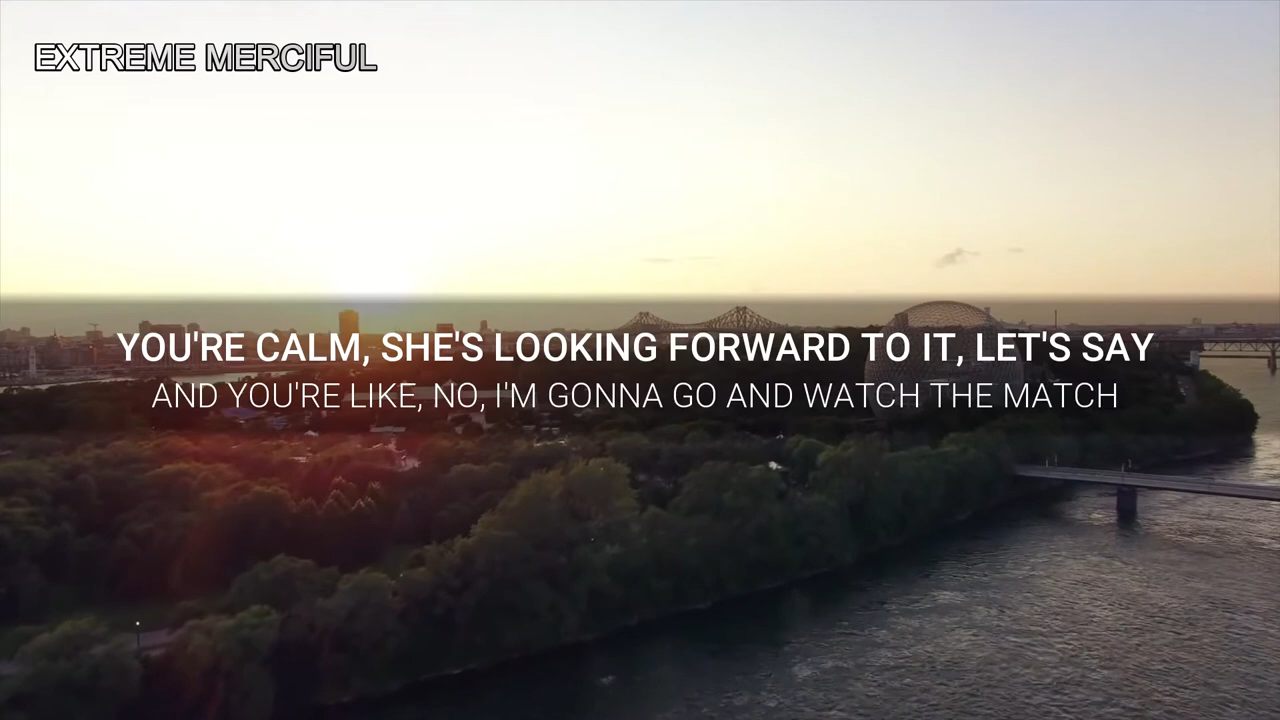 EXTREME MERCIFUL
YOU'RE CALM, SHE'S LOOKING FORWARD TO IT, LET'S SAY
AND YOU'RE LIKE, NO, I'M GONNA GO AND WATCH THE MATCH